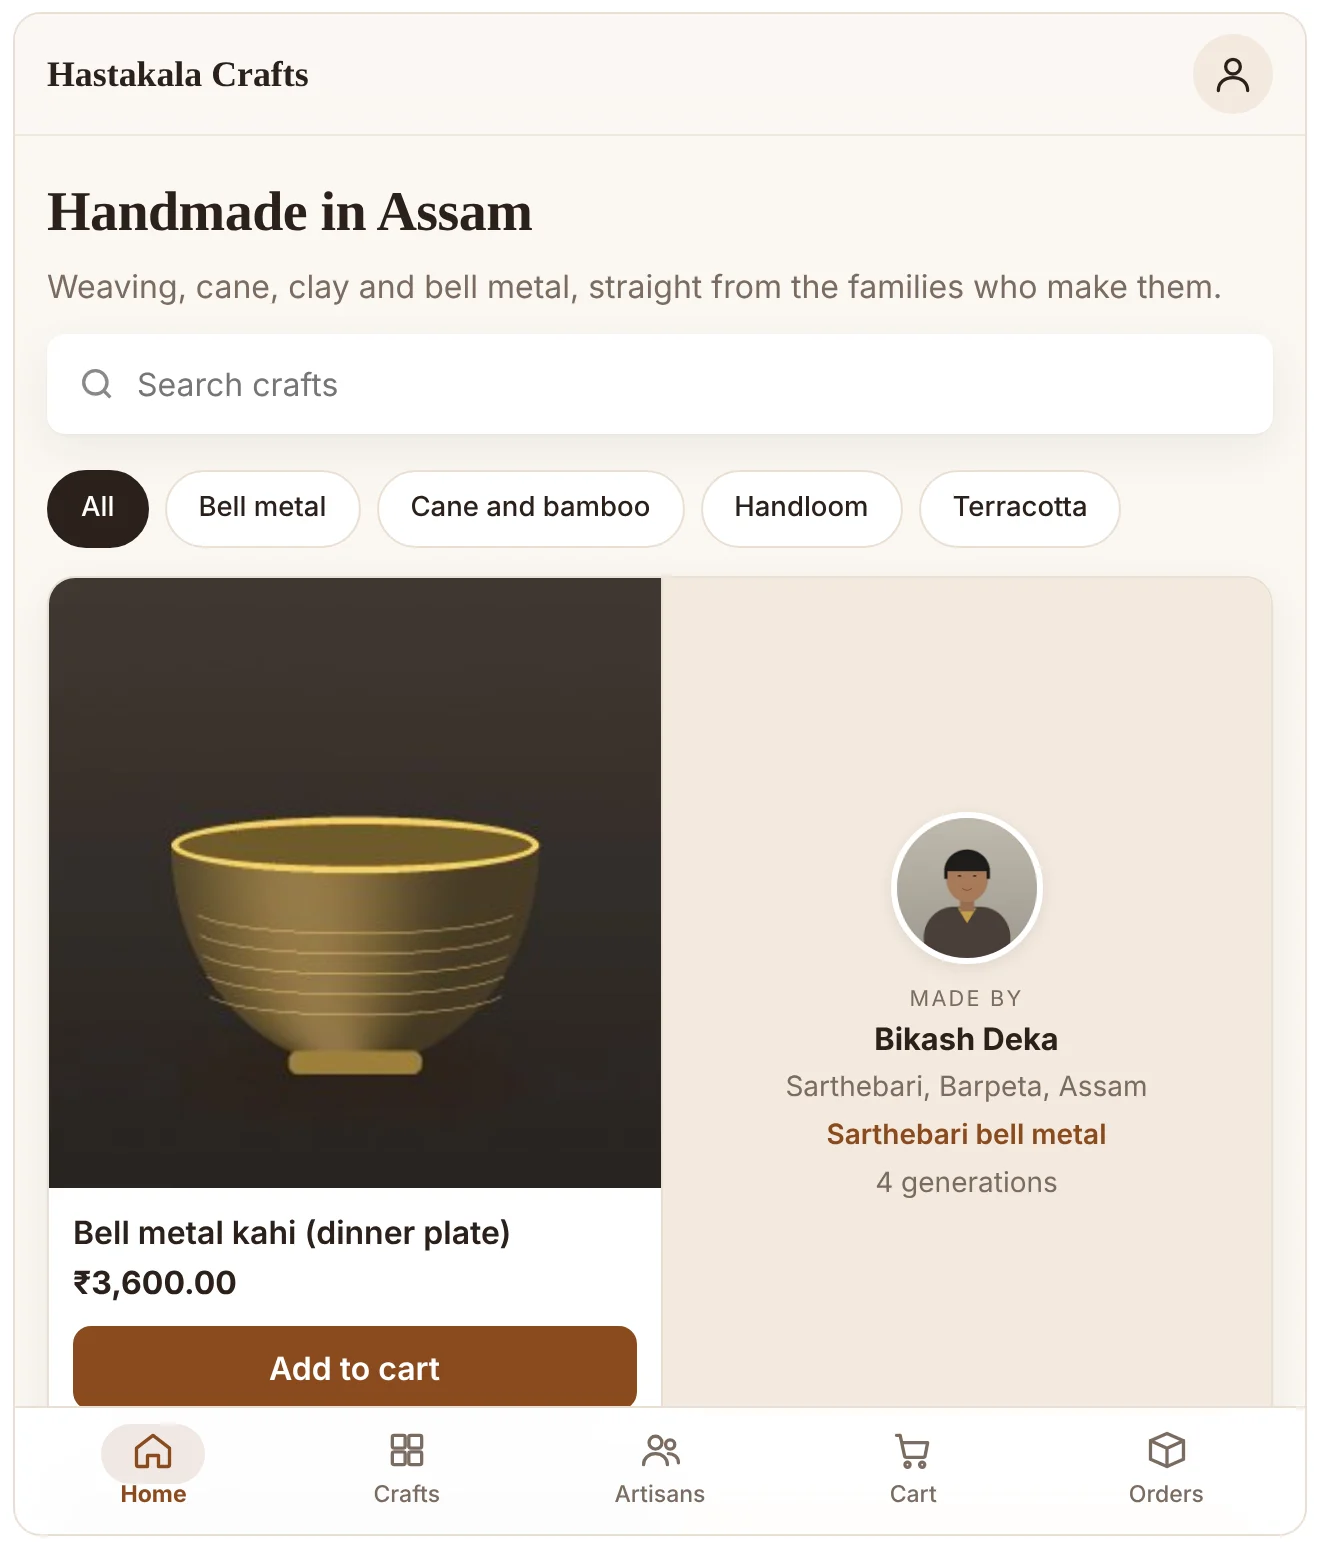 Hastakala Crafts
Handmade in Assam
Weaving, cane, clay and bell metal, straight from the families who make them.
Search crafts
All
Bell metal
Cane and bamboo
Handloom
Terracotta
MADE BY
Bikash Deka
Sarthebari, Barpeta, Assam
Sarthebari bell metal
4 generations
Bell metal kahi (dinner plate)
₹3,600.00
Add to cart
Home
Crafts
Artisans
Cart
Orders